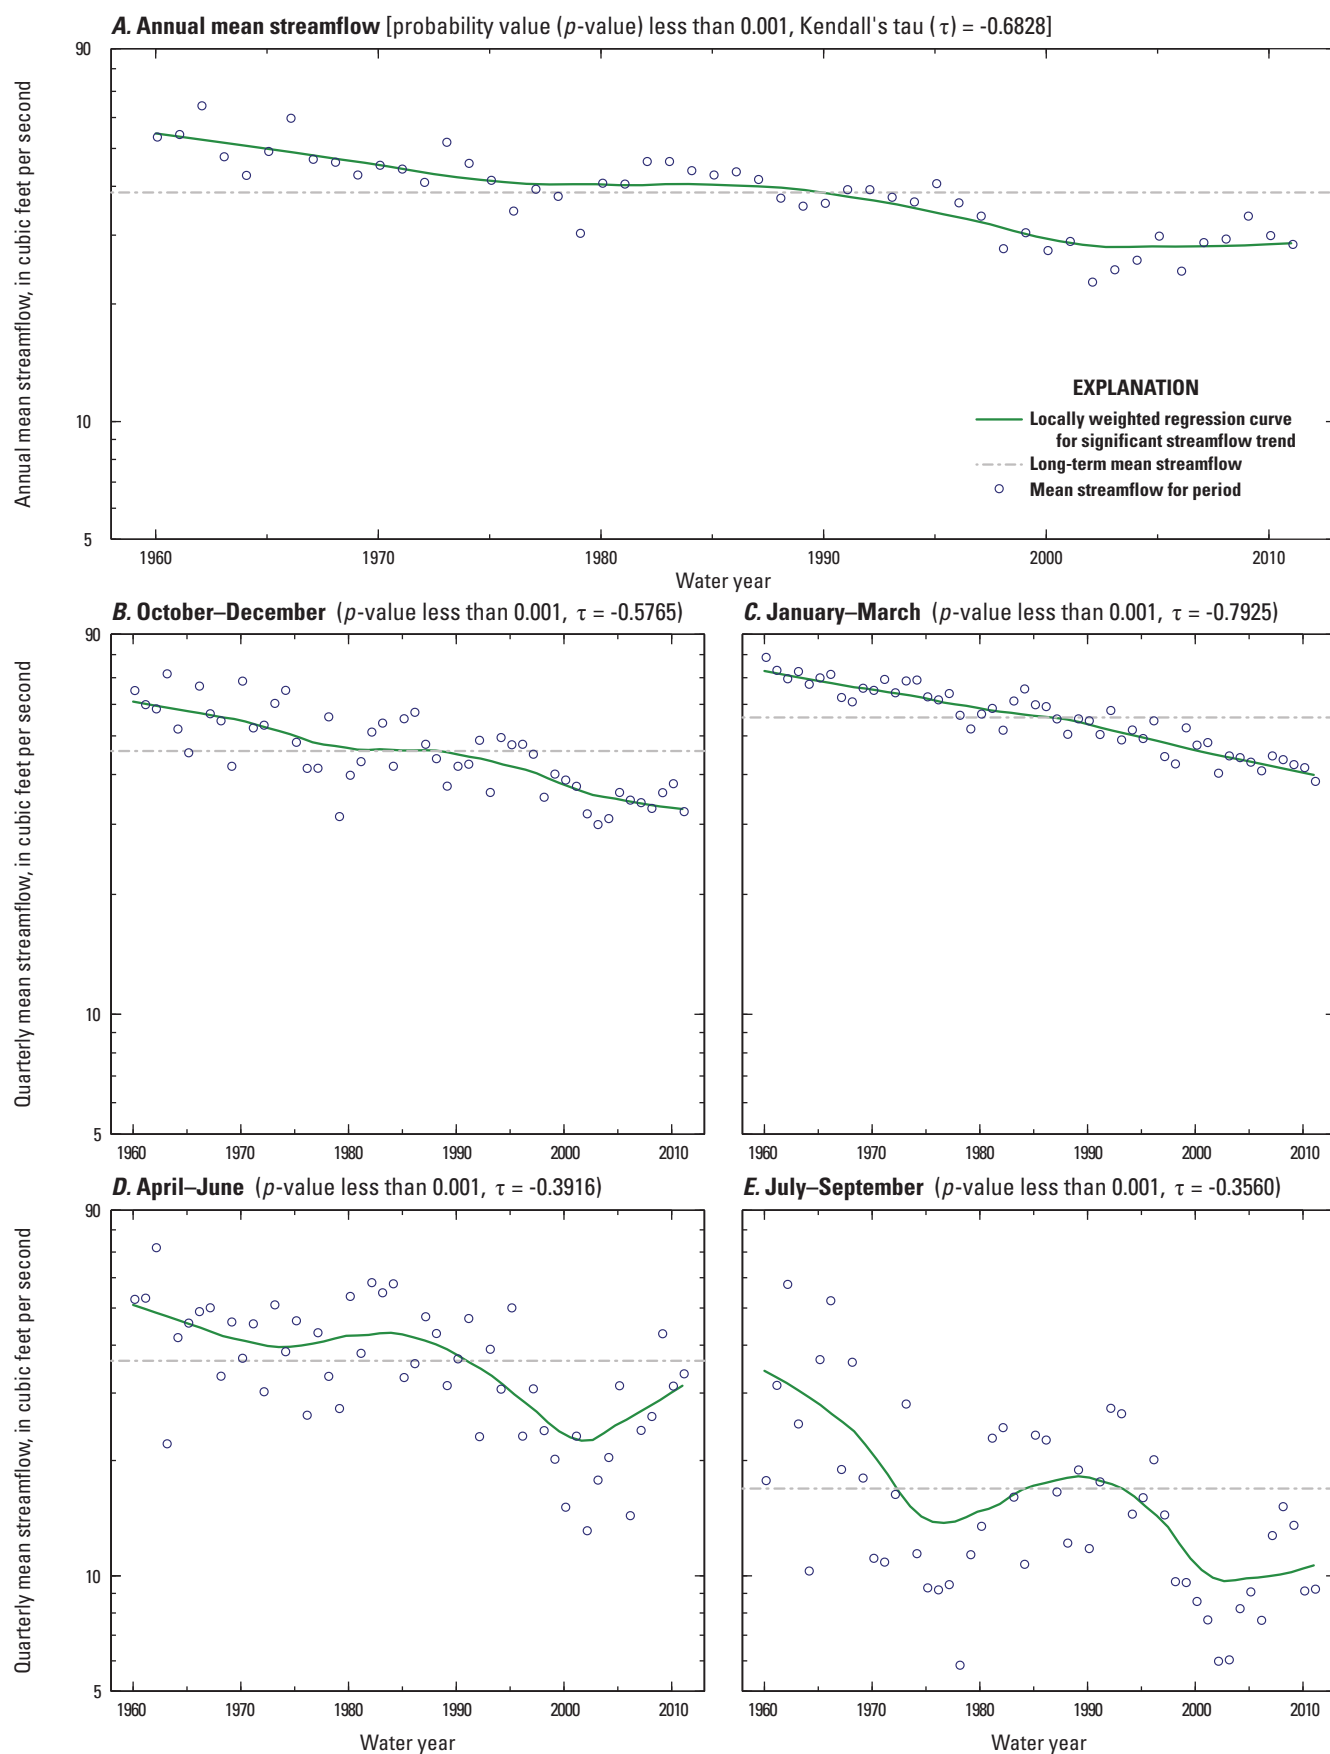 A. Annual mean streamflow [probability value (p-value) less than 0.001, Kendall's tau (τ) = -0.6828]
90
10
5
Annual mean streamflow, in cubic feet per second
EXPLANATION
Locally weighted regression curve
for significant streamflow trend
Long-term mean streamflow
Mean streamflow for period
1960 1970 1980 1990 2000 2010
Water year
B. October–December (p-value less than 0.001, τ = -0.5765)
90
10
5
Quarterly mean streamflow, in cubic feet per second
1960 1970 1980 1990 2000 2010
C. January–March (p-value less than 0.001, τ = -0.7925)
1960 1970 1980 1990 2000 2010
D. April–June (p-value less than 0.001, τ = -0.3916)
90
10
5
Quarterly mean streamflow, in cubic feet per second
1960 1970 1980 1990 2000 2010
Water year
E. July–September (p-value less than 0.001, τ = -0.3560)
1960 1970 1980 1990 2000 2010
Water year